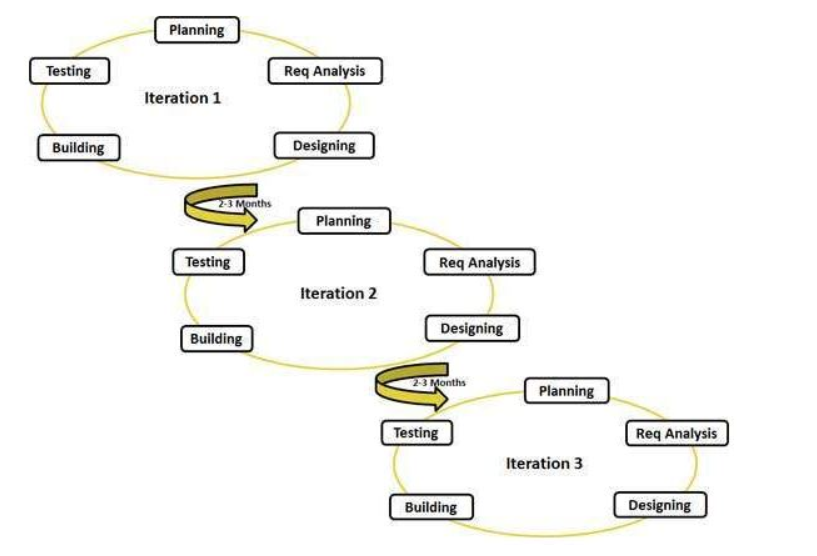 Planning
Testing
Req Analysis
Iteration 1
Building
Designing
2-3 Months
Planning
Testing
Req Analysis
Iteration 2
Building
Designing
2-3 Months
Planning
Testing
Req Analysis
Iteration 3
Building
Designing